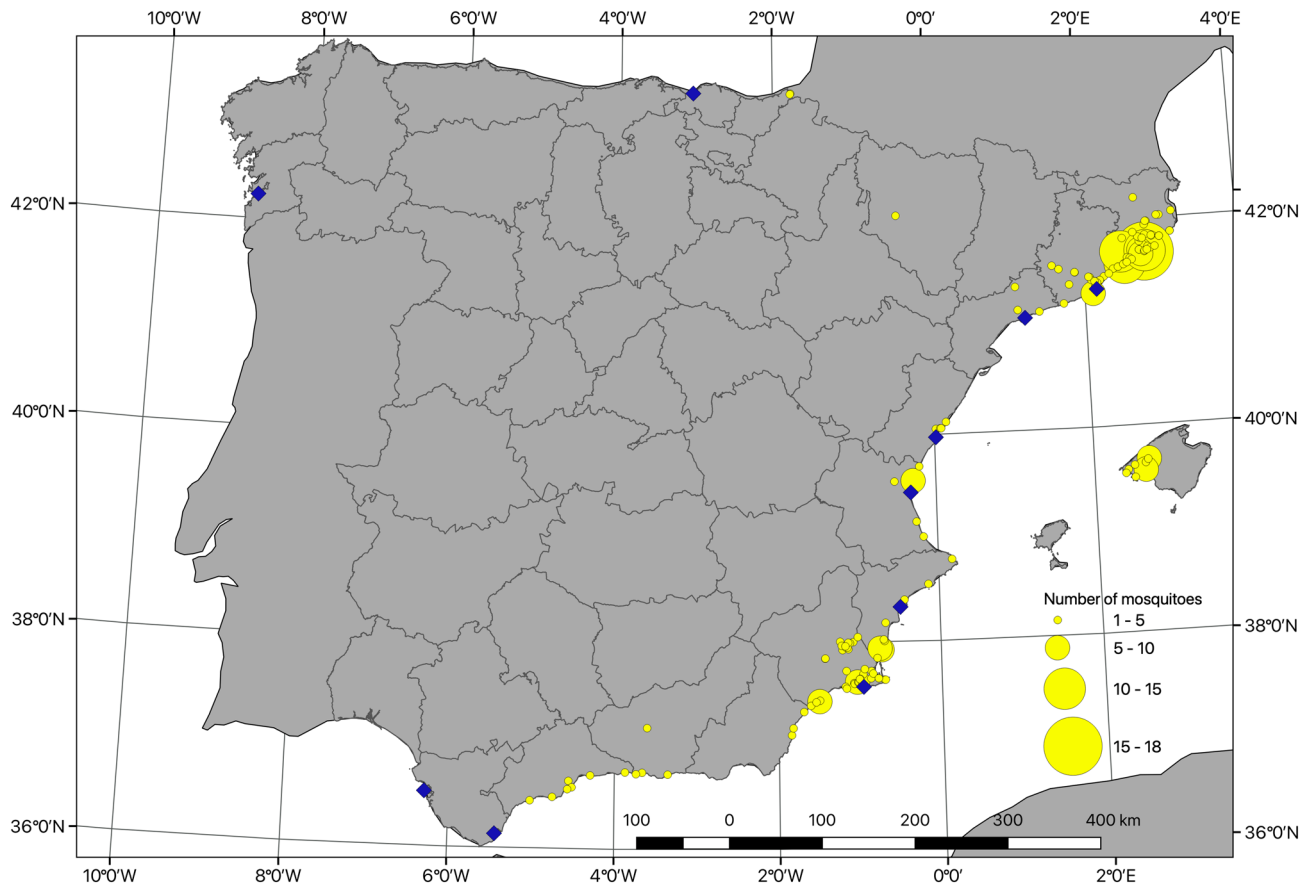 10°0′W 8°0′W 6°0′W 4°0′W 2°0′W 0°0′ 2°0′E 4°0′E
42°0′N 42°0′N
40°0′N 40°0′N
38°0′N 38°0′N
Number of mosquitoes
1 - 5
5 - 10
10 - 15
15 - 18
36°0′N 36°0′N
100 0 100 200 300 400 km
10°0′W 8°0′W 6°0′W 4°0′W 2°0′W 0°0′ 2°0′E